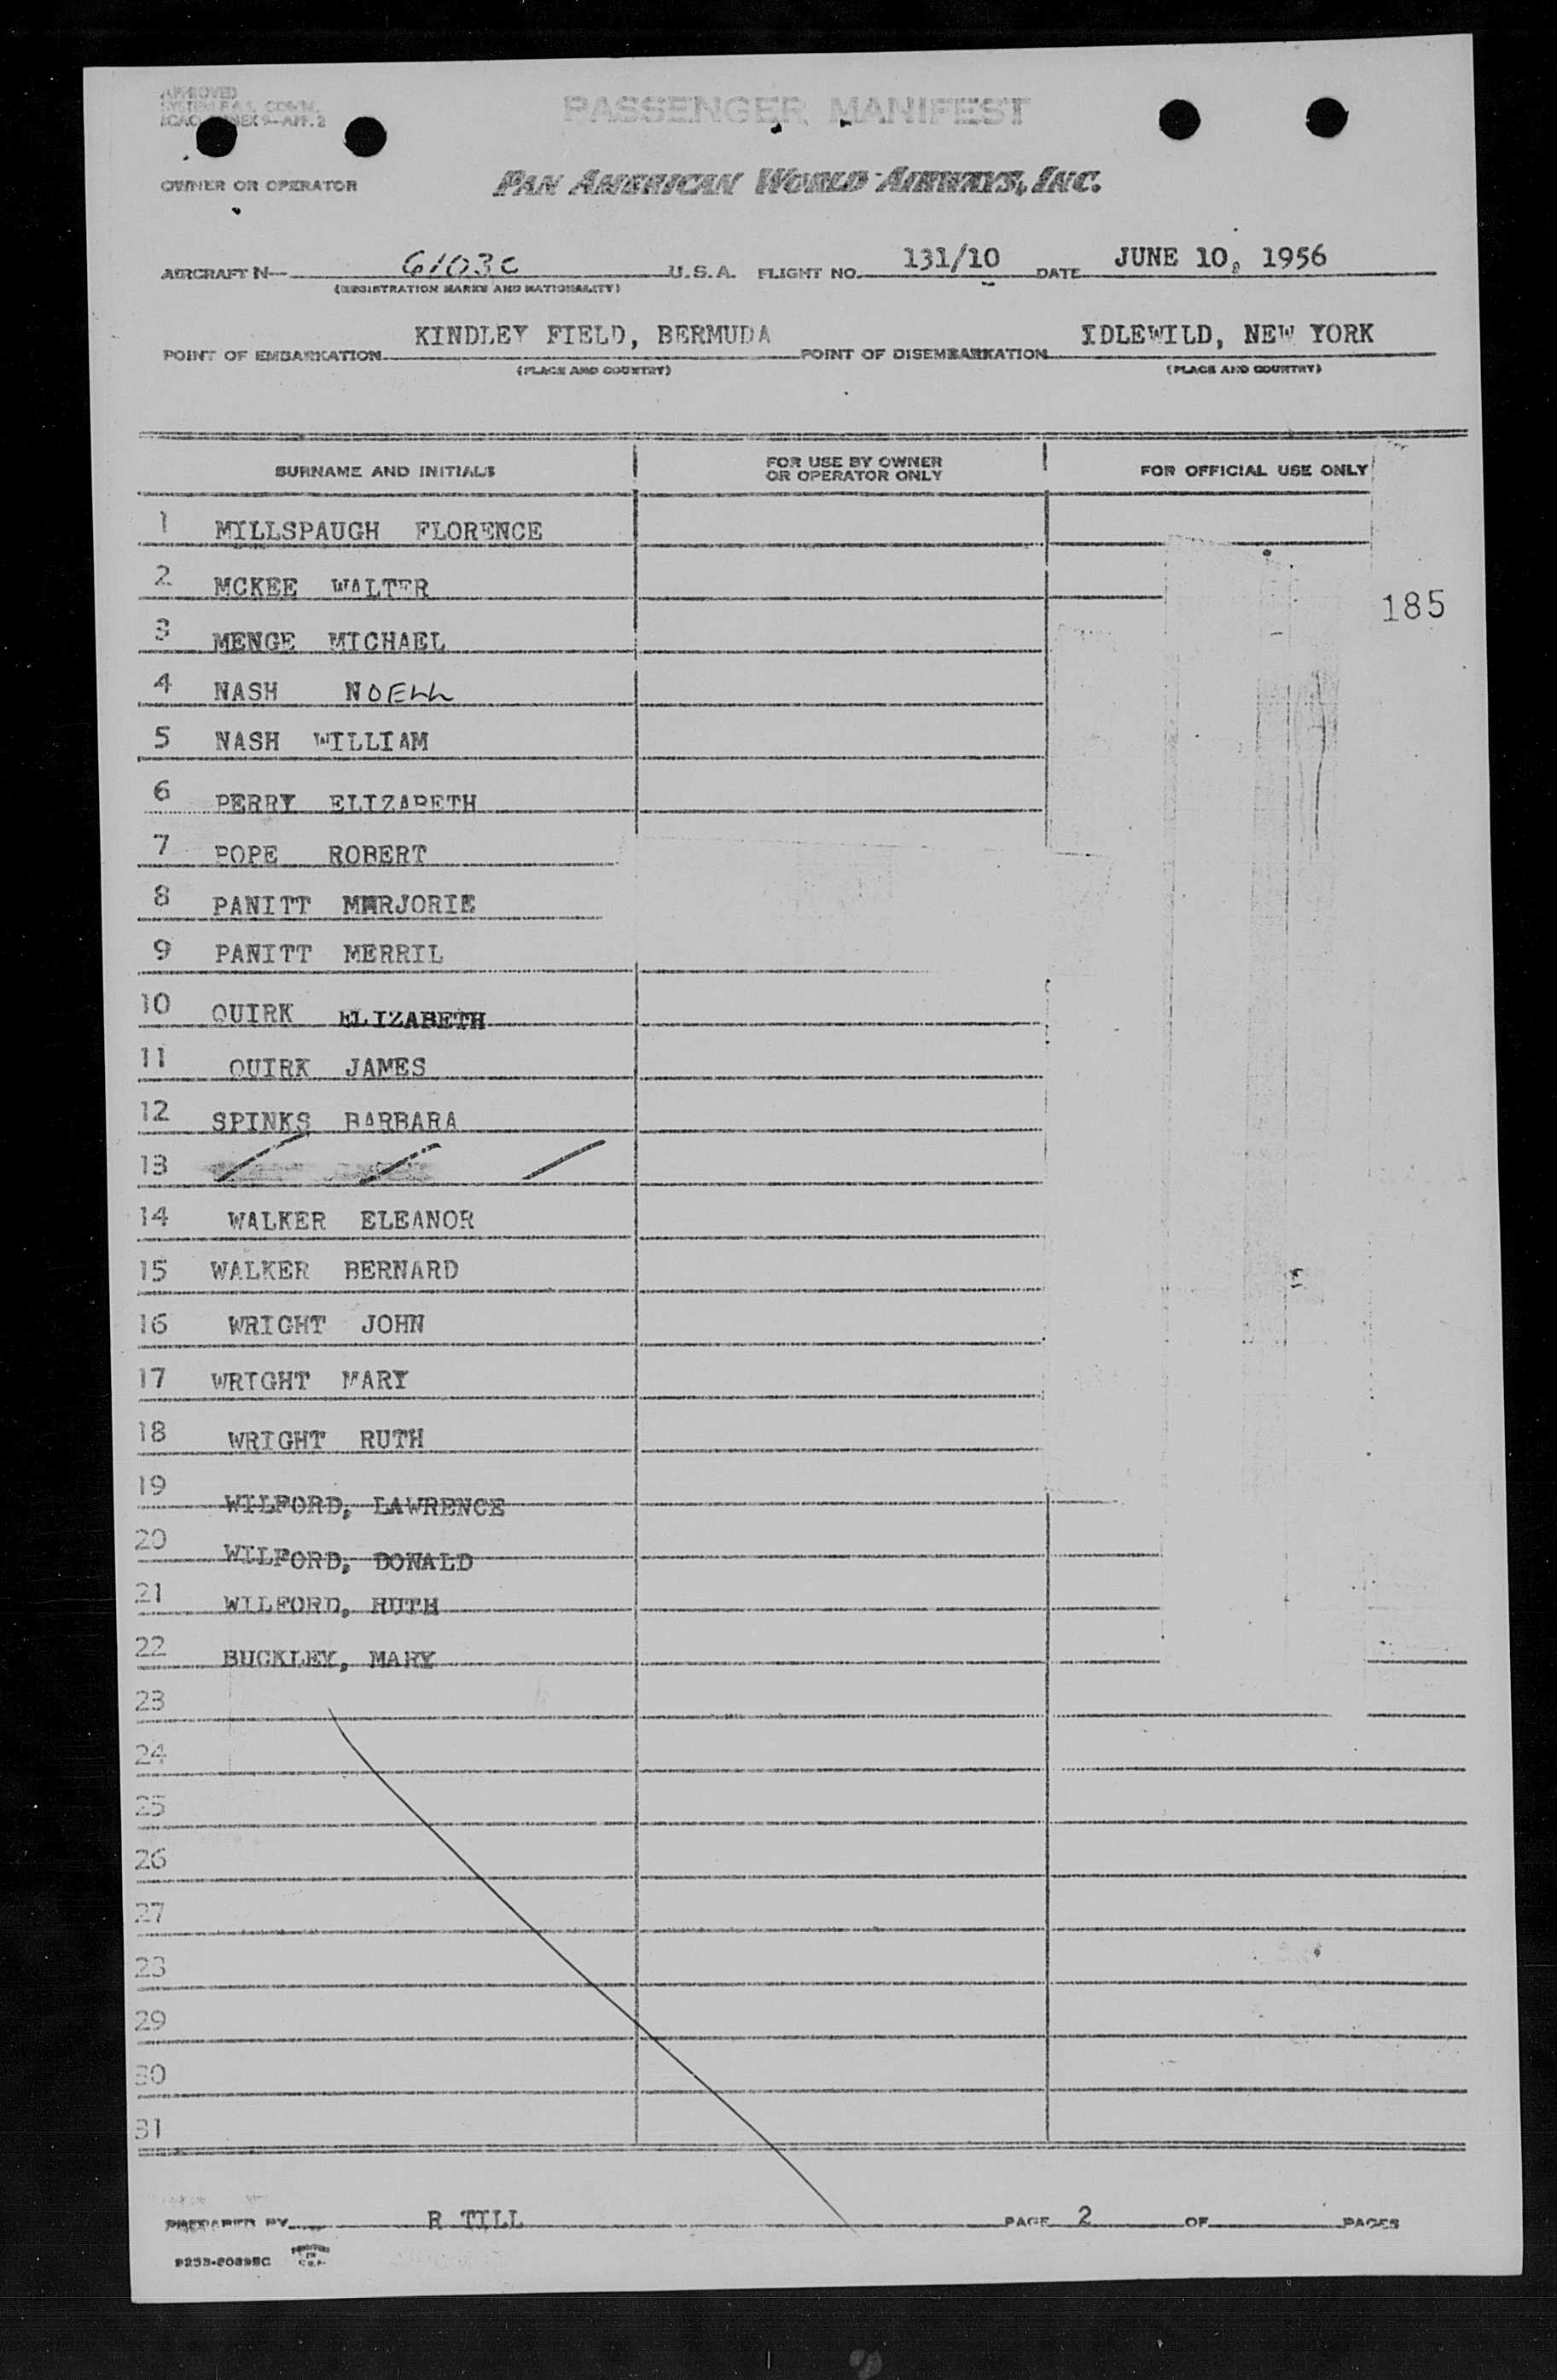 APPROVED
PASSENGER MANIFEST
OWNER OR OPERATOR
PAN AMERICAN WORLD AIRWAYS, INC.
AIRCRAFT N 6103C U.S.A. FLIGHT NO. 131/10 DATE JUNE 10, 1956
(REGISTRATION MARKS AND NATIONALITY)
POINT OF EMBARKATION KINDLEY FIELD, BERMUDA POINT OF DISEMBARKATION IDLEWILD, NEW YORK
(PLACE AND COUNTRY) (PLACE AND COUNTRY)
SURNAME AND INITIALS FOR USE BY OWNER OR OPERATOR ONLY FOR OFFICIAL USE ONLY
1 MILLSPAUGH FLORENCE
2 MCKEE WALTER
185
3 MENGE MICHAEL
4 NASH NOELL
5 NASH WILLIAM
6 PERRY ELIZABETH
7 POPE ROBERT
8 PANITT MARJORIE
9 PANITT MERRIL
10 QUIRK ELIZABETH
11 QUIRK JAMES
12 SPINKS BARBARA
13
14 WALKER ELEANOR
15 WALKER BERNARD
16 WRIGHT JOHN
17 WRIGHT MARY
18 WRIGHT RUTH
19 WILFORD, LAWRENCE
20 WILFORD, DONALD
21 WILFORD, RUTH
22 BUCKLEY, MARY
23
24
25
26
27
28
29
30
31
PREPARED BY R TILL PAGE 2 OF PAGES